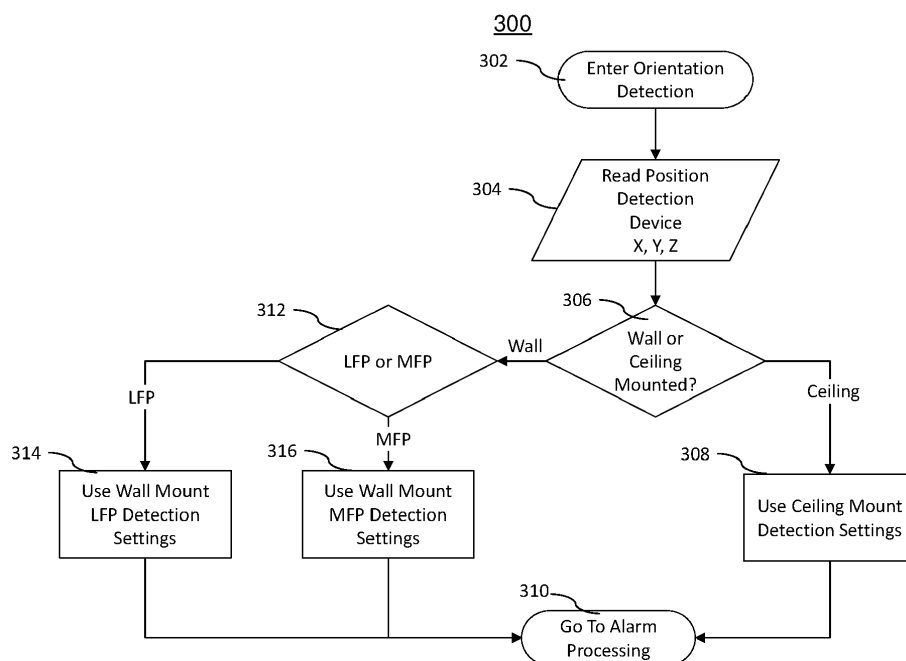 300
302
Enter Orientation
Detection
304
Read Position
Detection
Device
X, Y, Z
306
Wall or
Ceiling
Mounted?
Wall
Ceiling
312
LFP or MFP
LFP
MFP
314
Use Wall Mount
LFP Detection
Settings
316
Use Wall Mount
MFP Detection
Settings
308
Use Ceiling Mount
Detection Settings
310
Go To Alarm
Processing